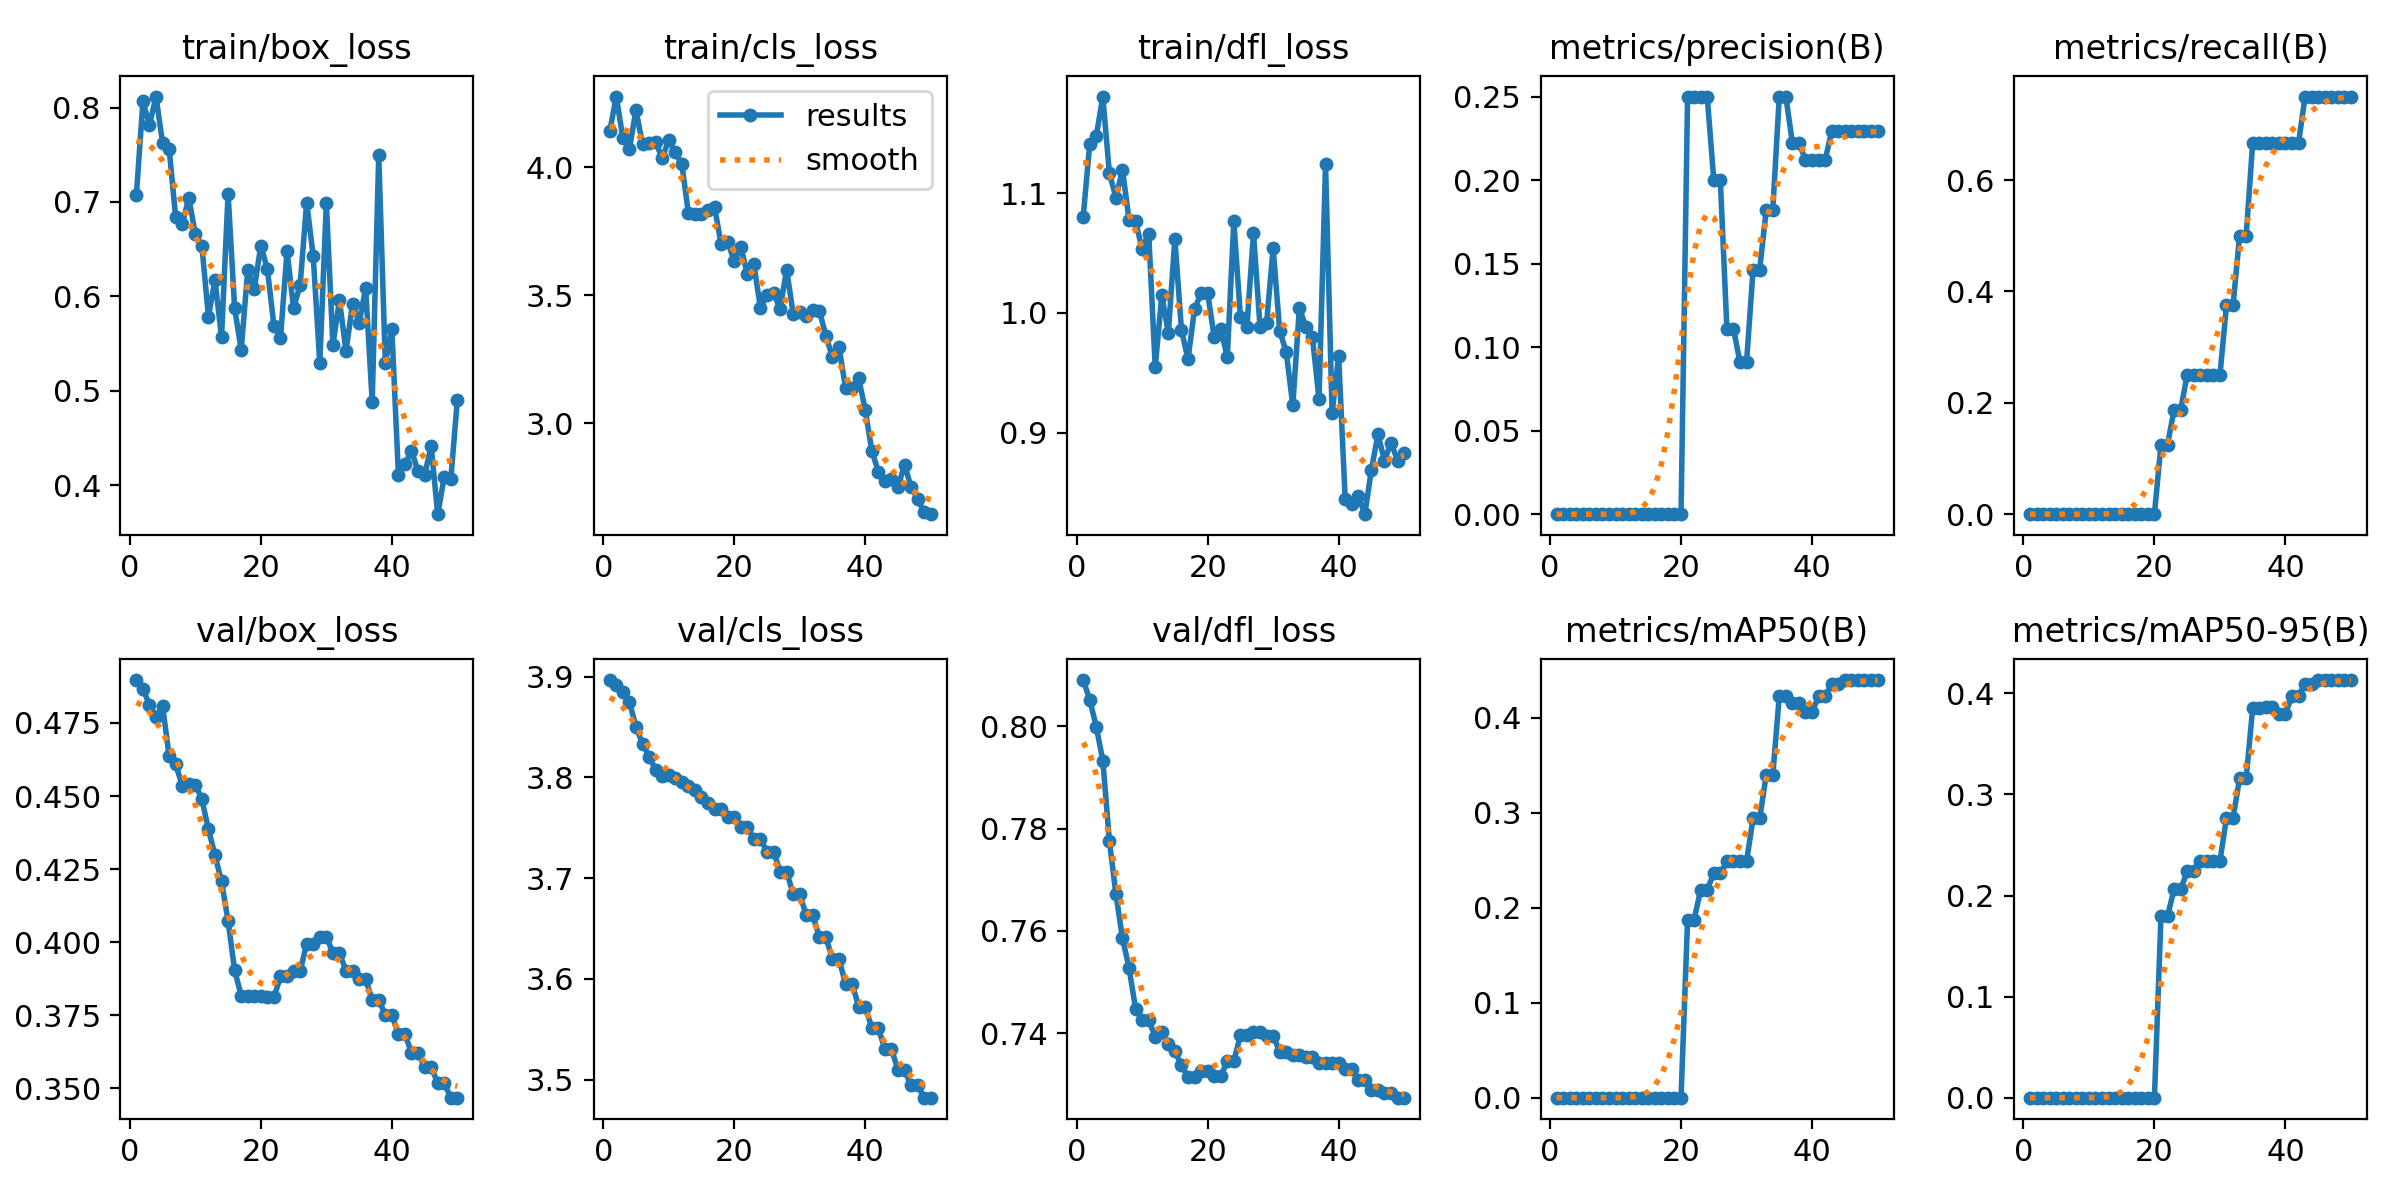 train/box_loss
train/cls_loss
train/dfl_loss
metrics/precision(B)
metrics/recall(B)
0.8
0.7
0.6
0.5
0.4
0 20 40
results
smooth
4.0
3.5
3.0
0 20 40
1.1
1.0
0.9
0 20 40
0.25
0.20
0.15
0.10
0.05
0.00
0 20 40
0.6
0.4
0.2
0.0
0 20 40
val/box_loss
val/cls_loss
val/dfl_loss
metrics/mAP50(B)
metrics/mAP50-95(B)
0.475
0.450
0.425
0.400
0.375
0.350
0 20 40
3.9
3.8
3.7
3.6
3.5
0 20 40
0.80
0.78
0.76
0.74
0 20 40
0.4
0.3
0.2
0.1
0.0
0 20 40
0.4
0.3
0.2
0.1
0.0
0 20 40